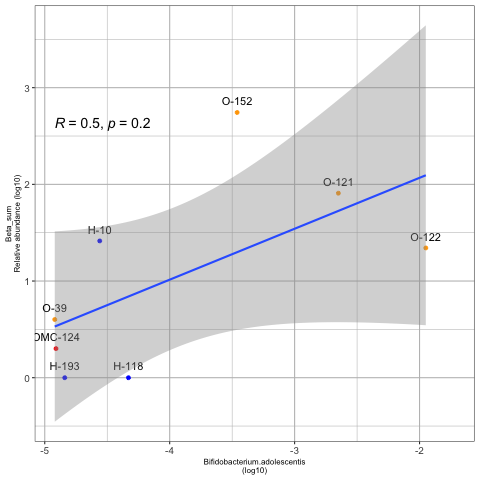 O-152
R = 0.5, p = 0.2
O-121
H-10
O-122
O-39
OMC-124
H-193
H-118
3
2
1
0
-5
-4
-3
-2
Beta_sum
Relative abundance (log10)
Bifidobacterium.adolescentis
(log10)